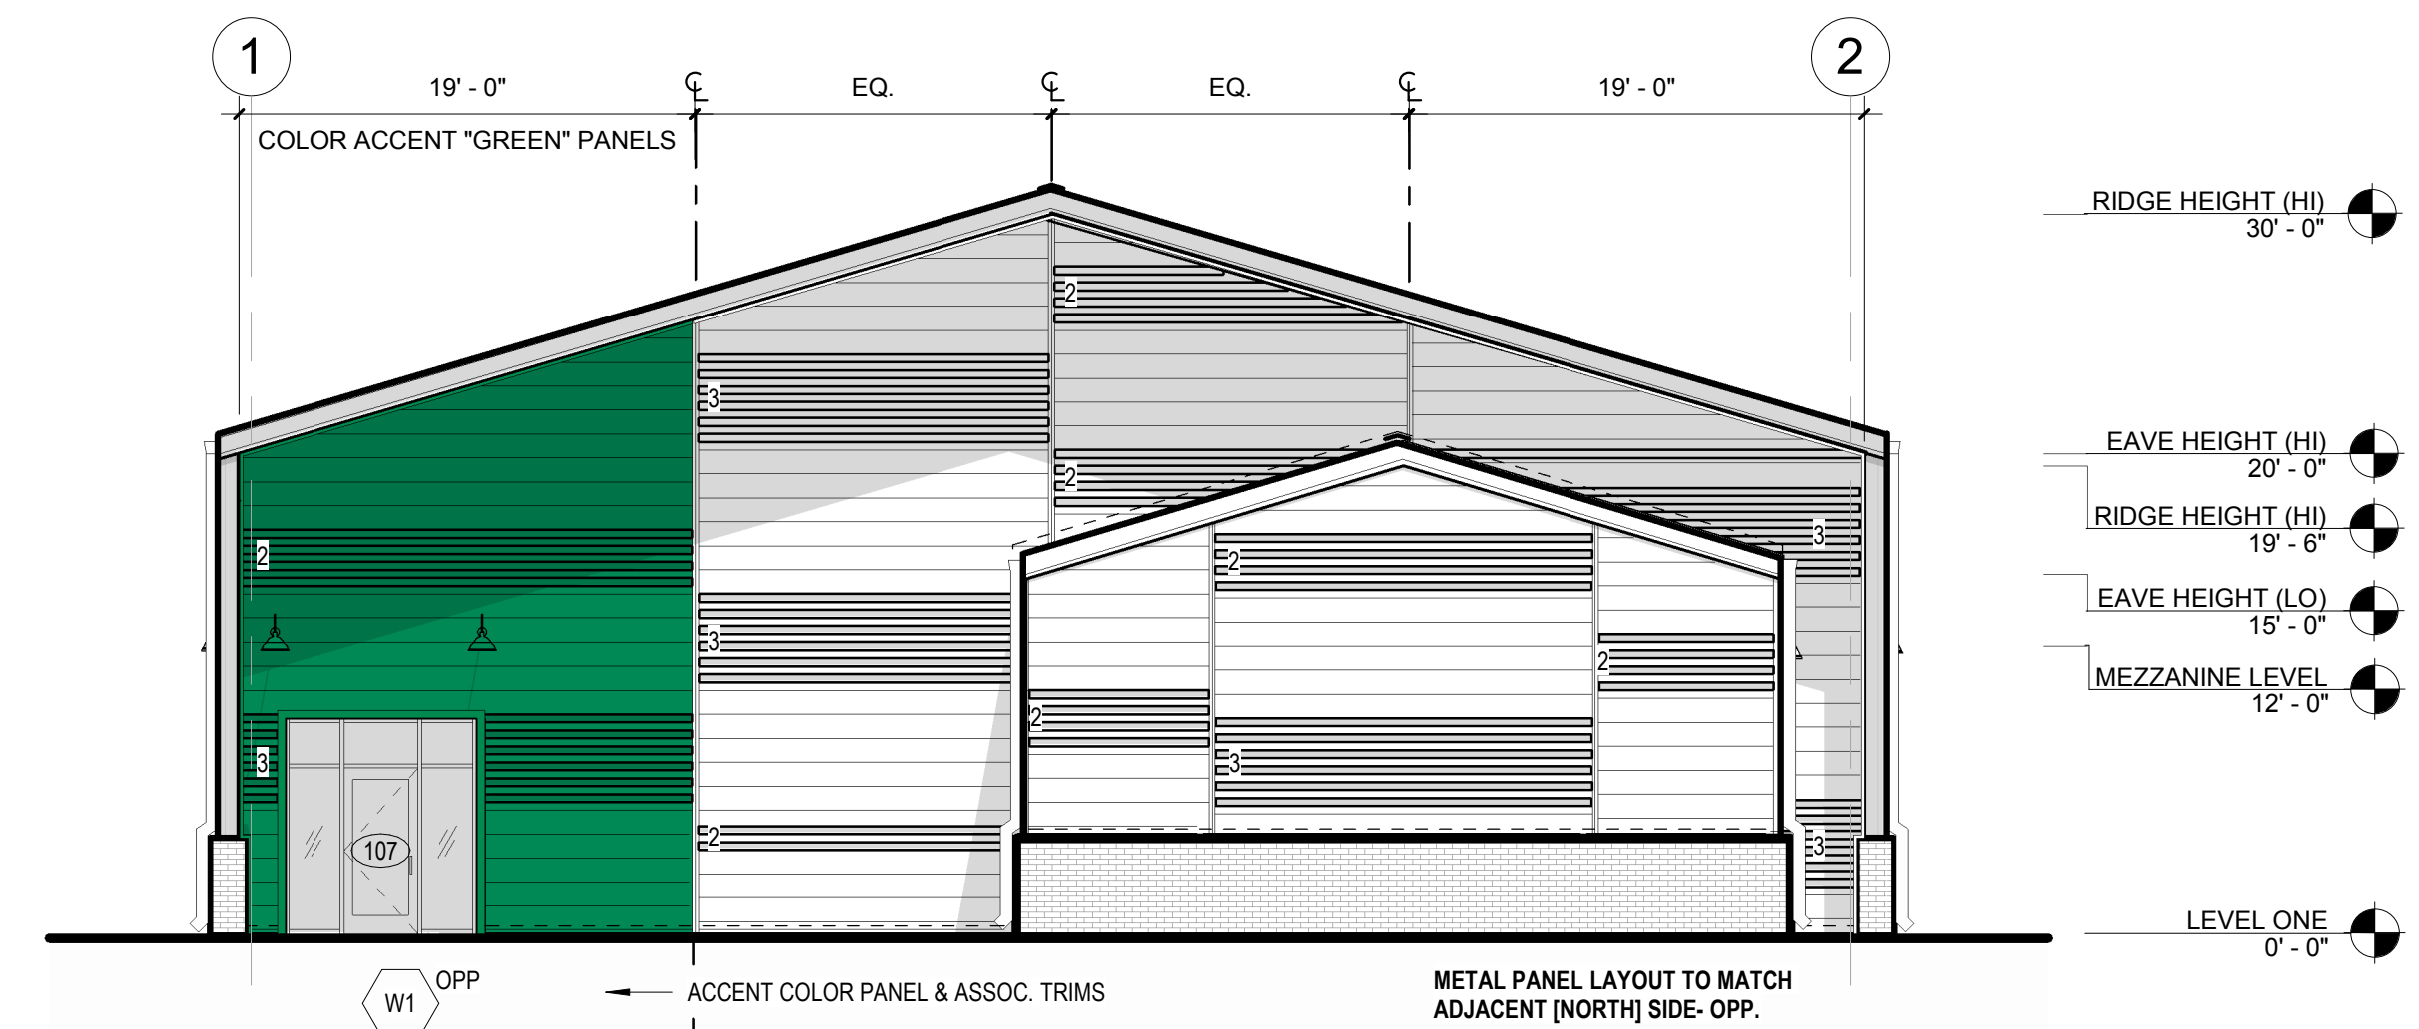 1
2
19' - 0"
℄
EQ.
℄
EQ.
℄
19' - 0"
COLOR ACCENT "GREEN" PANELS
RIDGE HEIGHT (HI)
30' - 0"
EAVE HEIGHT (HI)
20' - 0"
RIDGE HEIGHT (HI)
19' - 6"
EAVE HEIGHT (LO)
15' - 0"
MEZZANINE LEVEL
12' - 0"
LEVEL ONE
0' - 0"
2
3
2
3
2
2
3
2
3
2
2
3
2
3
107
W1
OPP
ACCENT COLOR PANEL & ASSOC. TRIMS
METAL PANEL LAYOUT TO MATCH
ADJACENT [NORTH] SIDE- OPP.